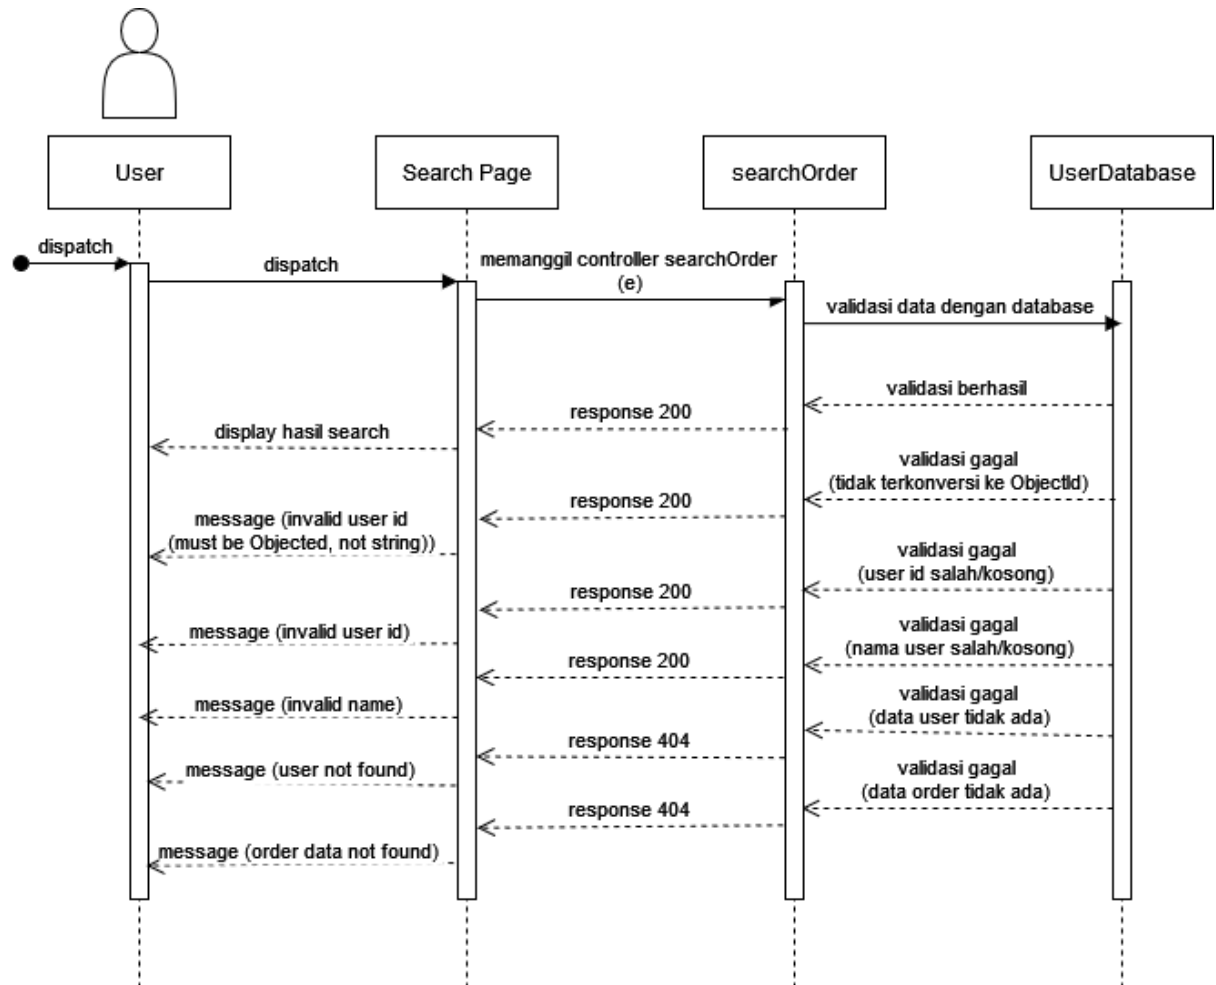 User
Search Page
searchOrder
UserDatabase
dispatch
dispatch
memanggil controller searchOrder
(e)
validasi data dengan database
validasi berhasil
response 200
display hasil search
validasi gagal
(tidak terkonversi ke ObjectId)
response 200
message (invalid user id
(must be Objected, not string))
validasi gagal
(user id salah/kosong)
response 200
message (invalid user id)
validasi gagal
(nama user salah/kosong)
response 200
message (invalid name)
validasi gagal
(data user tidak ada)
response 404
message (user not found)
validasi gagal
(data order tidak ada)
response 404
message (order data not found)